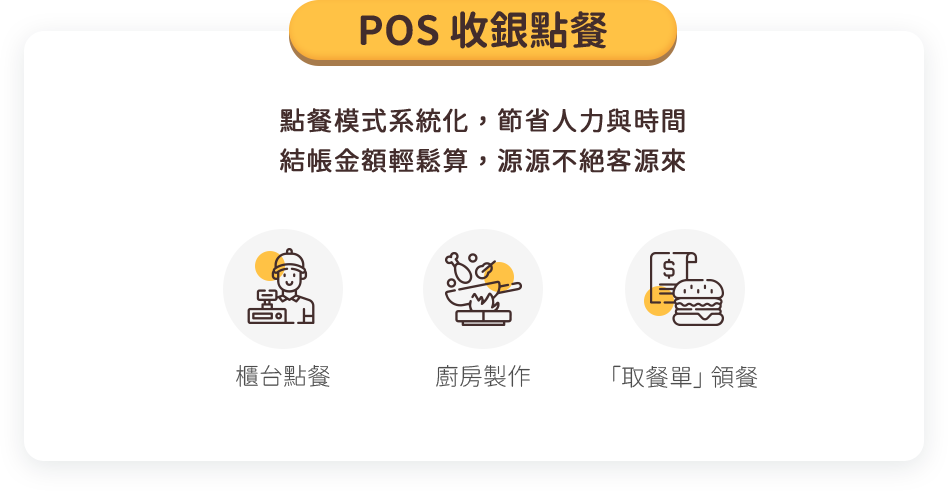 POS 收銀點餐
點餐模式系統化，節省人力與時間
結帳金額輕鬆算，源源不絕客源來
$
櫃台點餐
廚房製作
「取餐單」領餐